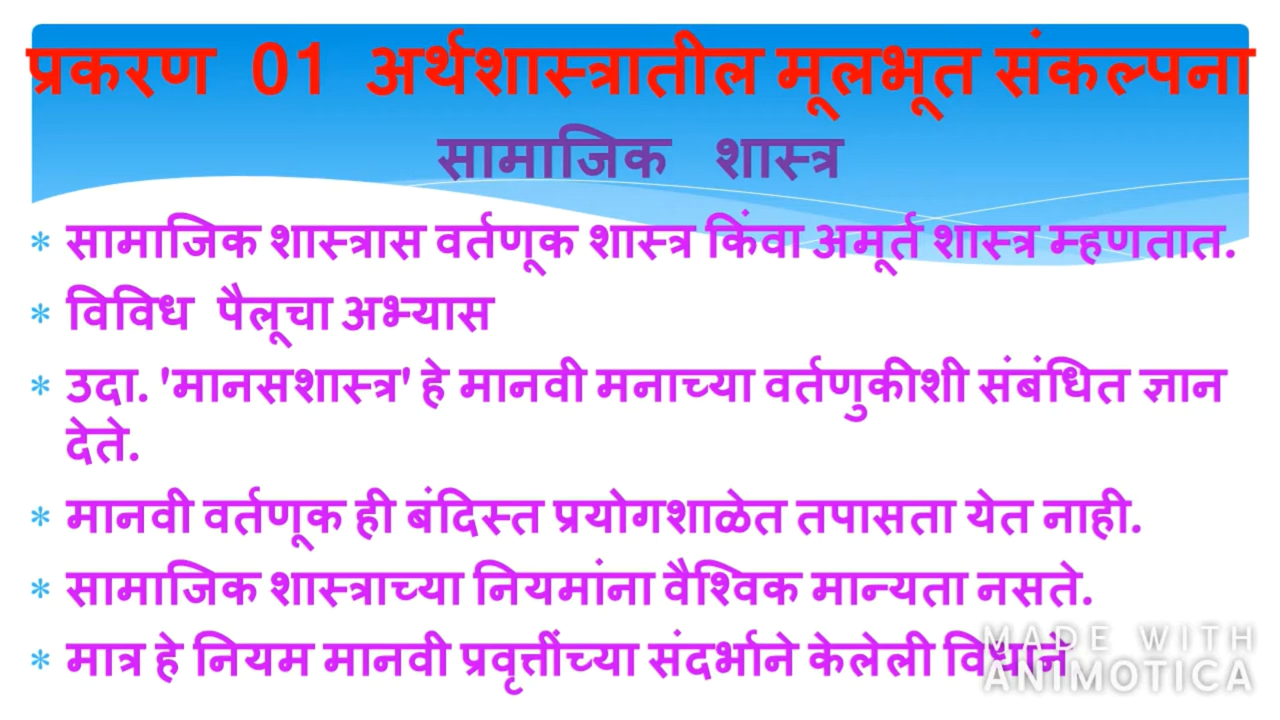 प्रकरण 01 अर्थशास्त्रातील मूलभूत संकल्पना
सामाजिक शास्त्र
* सामाजिक शास्त्रास वर्तणूक शास्त्र किंवा अमूर्त शास्त्र म्हणतात.
* विविध पैलूचा अभ्यास
* उदा. 'मानसशास्त्र' हे मानवी मनाच्या वर्तणुकीशी संबंधित ज्ञान
देते.
* मानवी वर्तणूक ही बंदिस्त प्रयोगशाळेत तपासता येत नाही.
* सामाजिक शास्त्राच्या नियमांना वैश्विक मान्यता नसते.
* मात्र हे नियम मानवी प्रवृत्तींच्या संदर्भाने केलेली विधाने
MADE WITH
ANIMOTICA